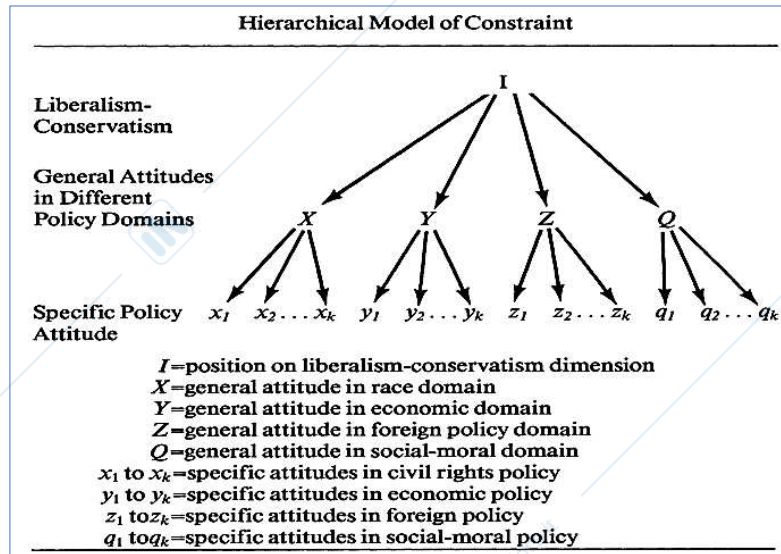 Hierarchical Model of Constraint
I
Liberalism-
Conservatism
General Attitudes
in Different
Policy Domains
X Y Z Q
Specific Policy
Attitude
x1 x2 . . . xk y1 y2 . . . yk z1 z2 . . . zk q1 q2 . . . qk
I=position on liberalism-conservatism dimension
X=general attitude in race domain
Y=general attitude in economic domain
Z=general attitude in foreign policy domain
Q=general attitude in social-moral domain
x1 to xk=specific attitudes in civil rights policy
y1 to yk=specific attitudes in economic policy
z1 tozk=specific attitudes in foreign policy
q1 toqk=specific attitudes in social-moral policy